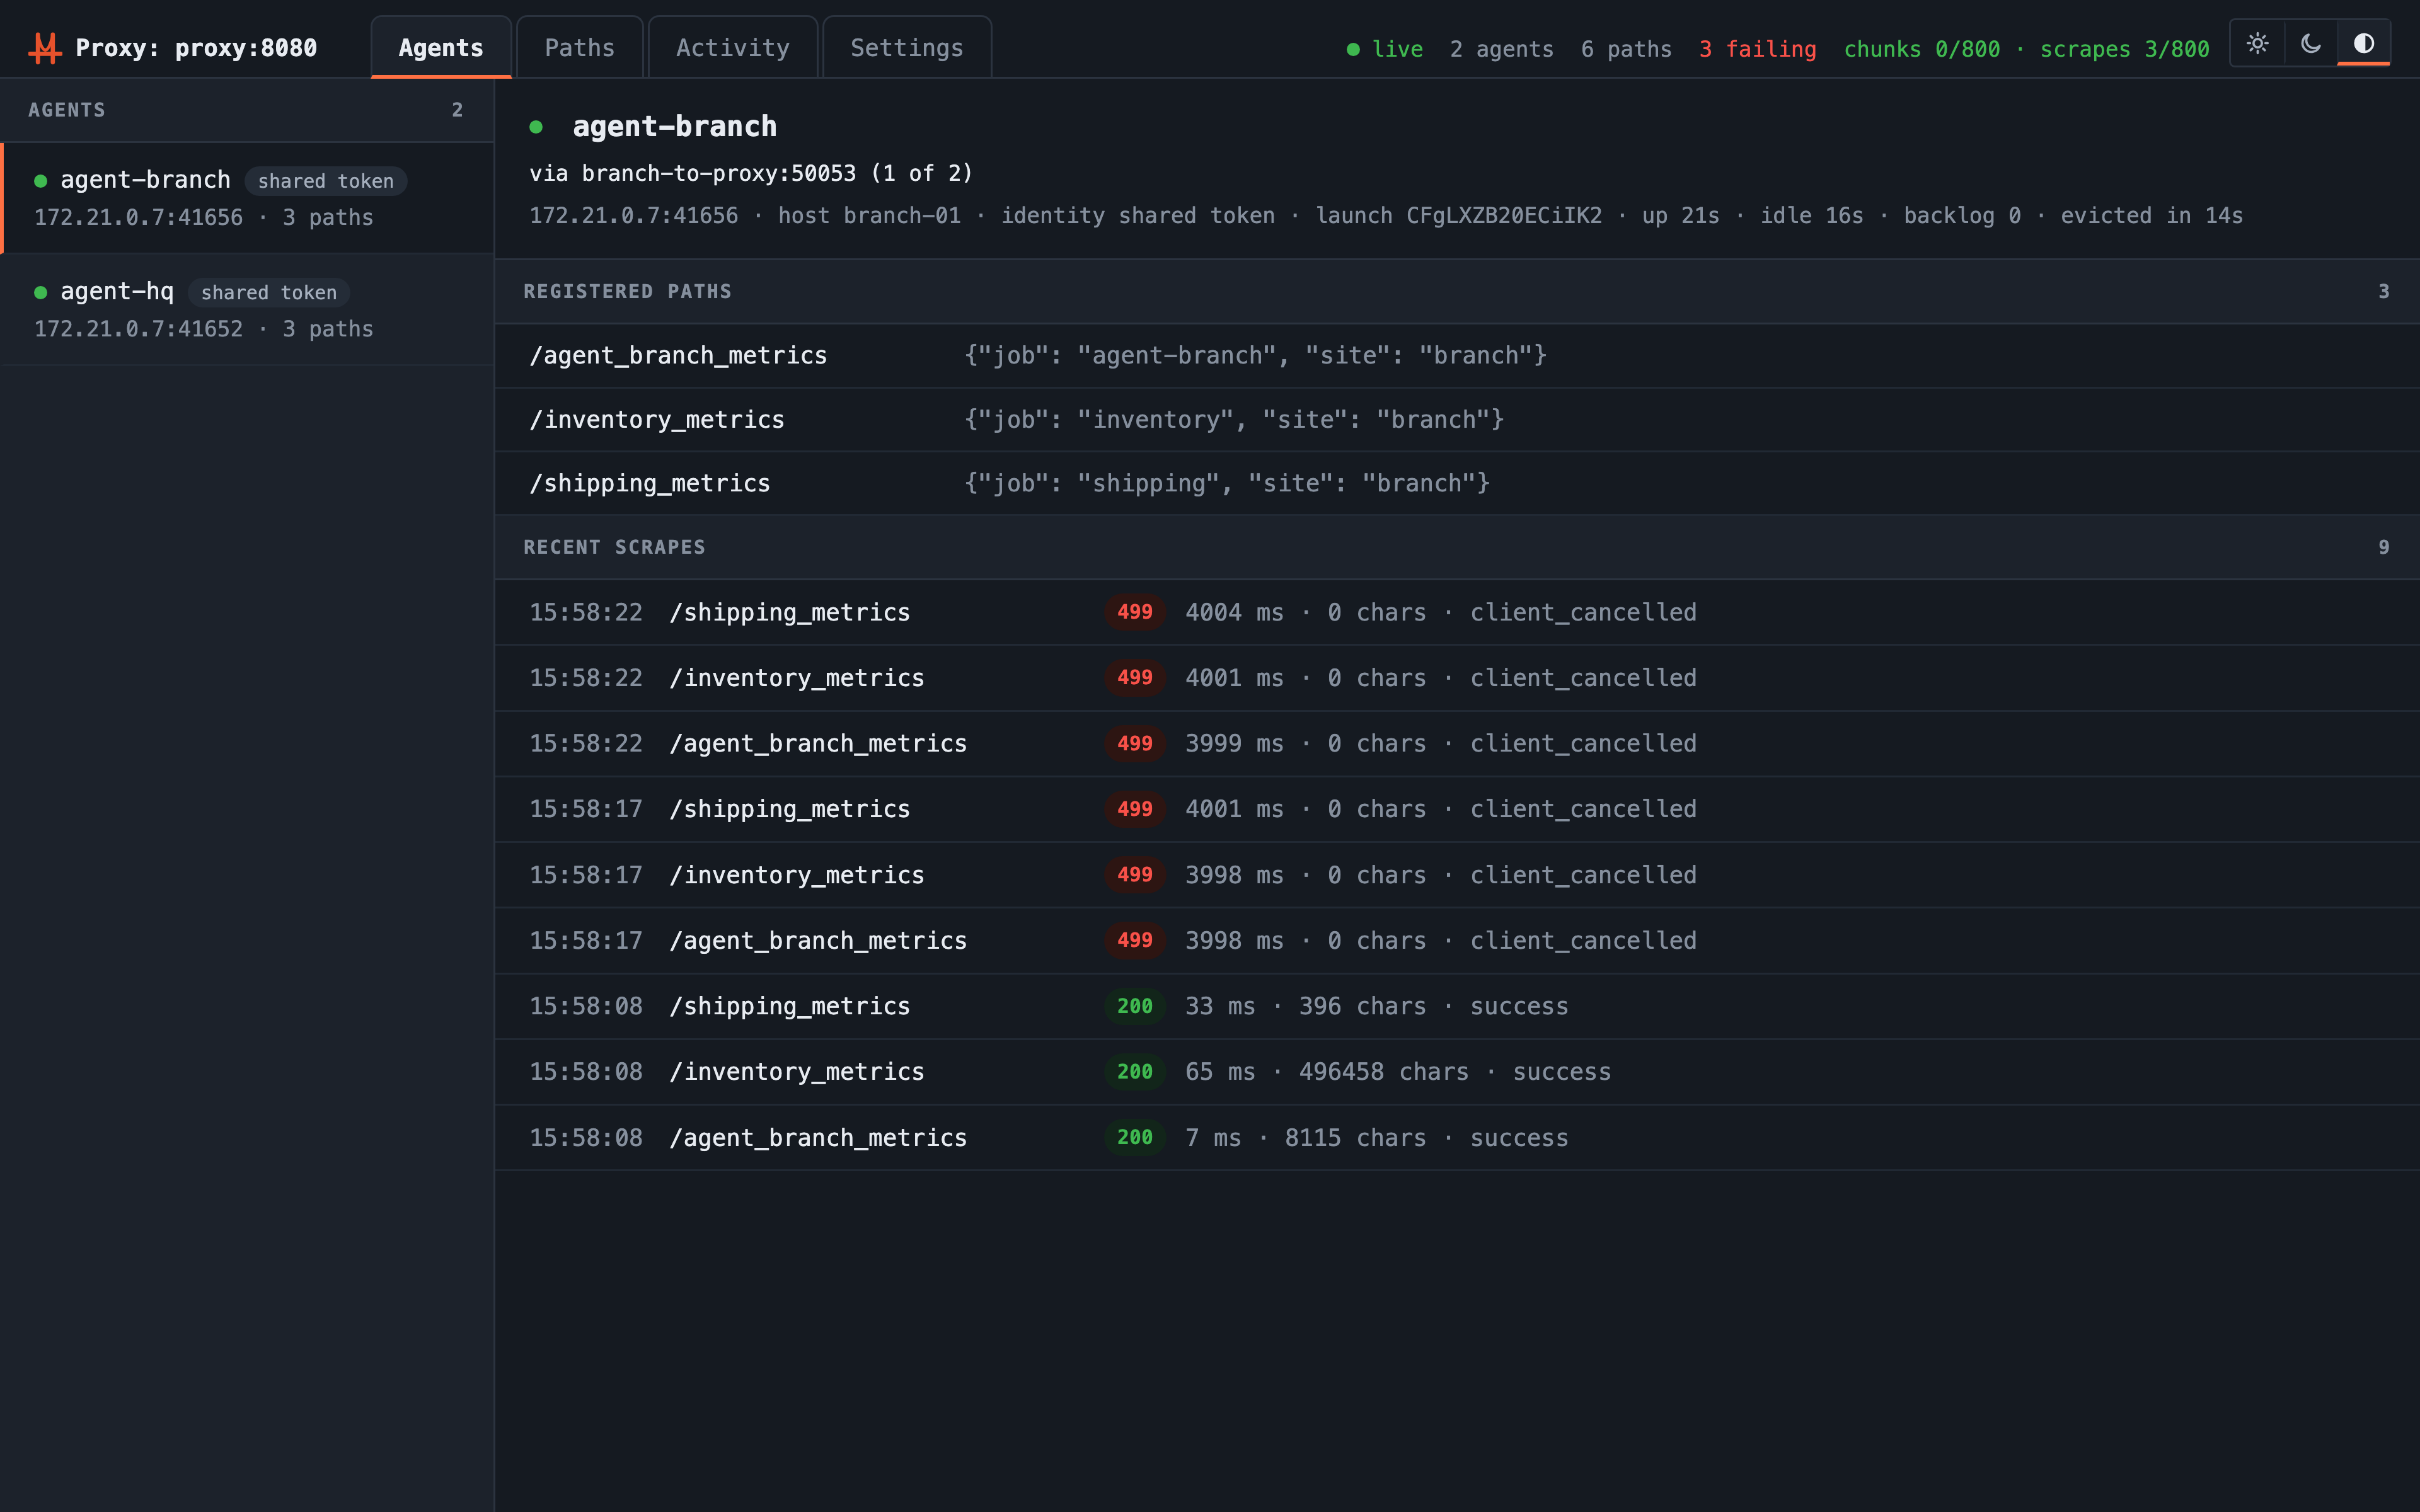 Proxy: proxy:8080 Agents Paths Activity Settings live 2 agents 6 paths 3 failing chunks 0/800 · scrapes 3/800
AGENTS 2
agent-branch shared token
172.21.0.7:41656 · 3 paths
agent-hq shared token
172.21.0.7:41652 · 3 paths
agent-branch
via branch-to-proxy:50053 (1 of 2)
172.21.0.7:41656 · host branch-01 · identity shared token · launch CFgLXZB20ECiIK2 · up 21s · idle 16s · backlog 0 · evicted in 14s
REGISTERED PATHS 3
/agent_branch_metrics {"job": "agent-branch", "site": "branch"}
/inventory_metrics {"job": "inventory", "site": "branch"}
/shipping_metrics {"job": "shipping", "site": "branch"}
RECENT SCRAPES 9
15:58:22 /shipping_metrics 499 4004 ms · 0 chars · client_cancelled
15:58:22 /inventory_metrics 499 4001 ms · 0 chars · client_cancelled
15:58:22 /agent_branch_metrics 499 3999 ms · 0 chars · client_cancelled
15:58:17 /shipping_metrics 499 4001 ms · 0 chars · client_cancelled
15:58:17 /inventory_metrics 499 3998 ms · 0 chars · client_cancelled
15:58:17 /agent_branch_metrics 499 3998 ms · 0 chars · client_cancelled
15:58:08 /shipping_metrics 200 33 ms · 396 chars · success
15:58:08 /inventory_metrics 200 65 ms · 496458 chars · success
15:58:08 /agent_branch_metrics 200 7 ms · 8115 chars · success